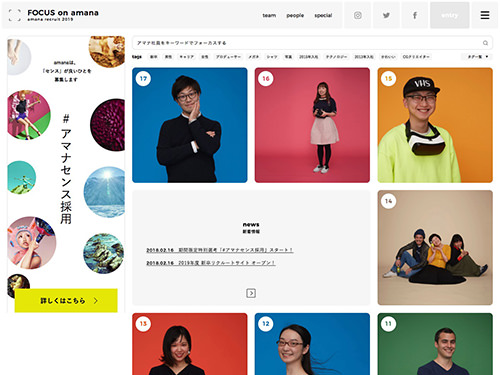 FOCUS on amana
amana recruit 2019
team people special
entry
amanaは、
「センス」が良いひとを
募集します
#アマナセンス採用
詳しくはこちら
アマナ社員をキーワードでフォーカスする
tags 新卒 男性 キャリア 女性 プロデューサー メガネ シャツ 写真 2015年入社 テクノロジー 2013年入社 かわいい CGクリエイター
タグ一覧
17
16
15
VHS
news
新着情報
2018.02.16 期間限定特別選考「#アマナセンス採用」スタート!
2018.02.16 2019年度 新卒リクルートサイト オープン!
14
13
12
11